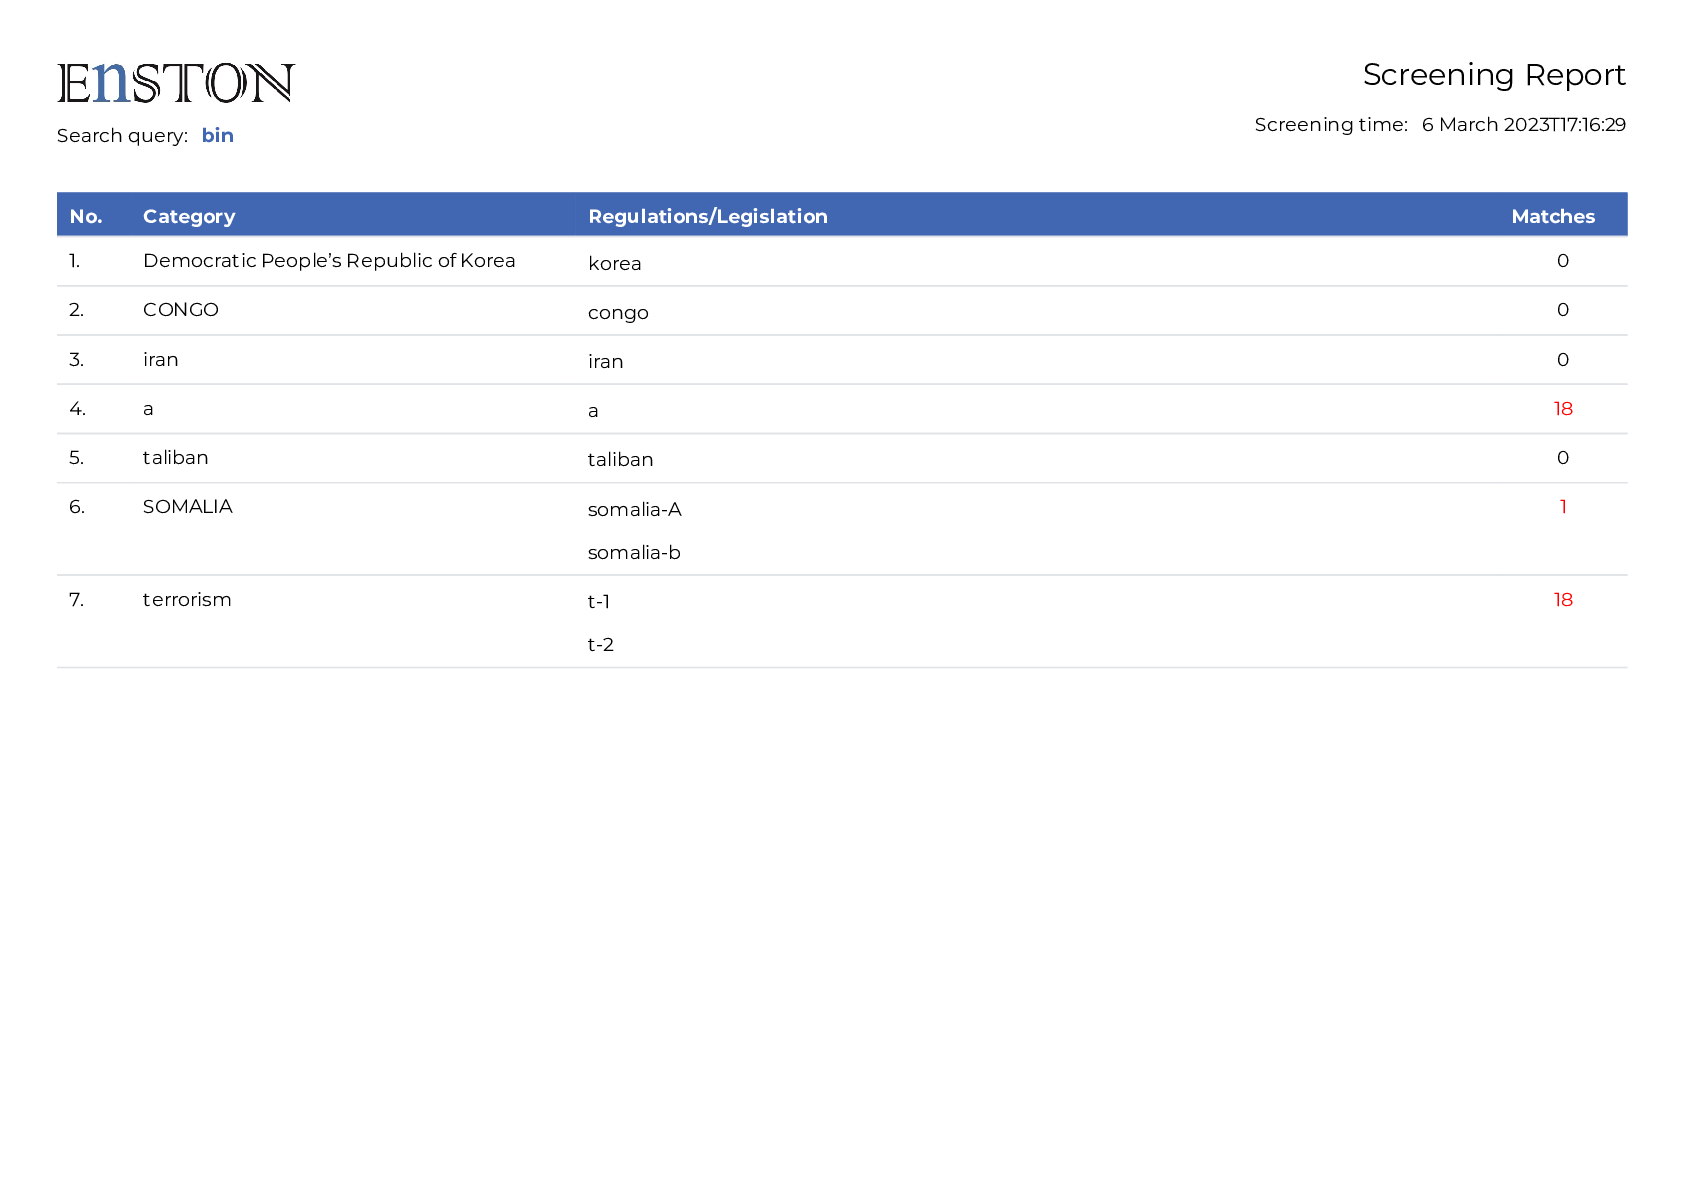 EnSTON
Screening Report
Search query: bin
Screening time: 6 March 2023T17:16:29
No. Category Regulations/Legislation Matches
1. Democratic People’s Republic of Korea korea 0
2. CONGO congo 0
3. iran iran 0
4. a a 18
5. taliban taliban 0
6. SOMALIA somalia-A 1
somalia-b
7. terrorism t-1 18
t-2